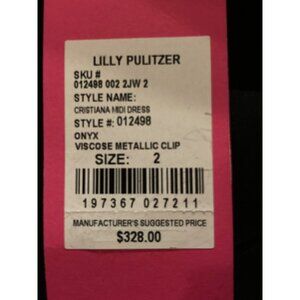 LILLY PULITZER
SKU #
012498 002 2JW 2
STYLE NAME:
CRISTIANA MIDI DRESS
STYLE #: 012498
ONYX
VISCOSE METALLIC CLIP
SIZE: 2
197367 027211
MANUFACTURER'S SUGGESTED PRICE
$328.00